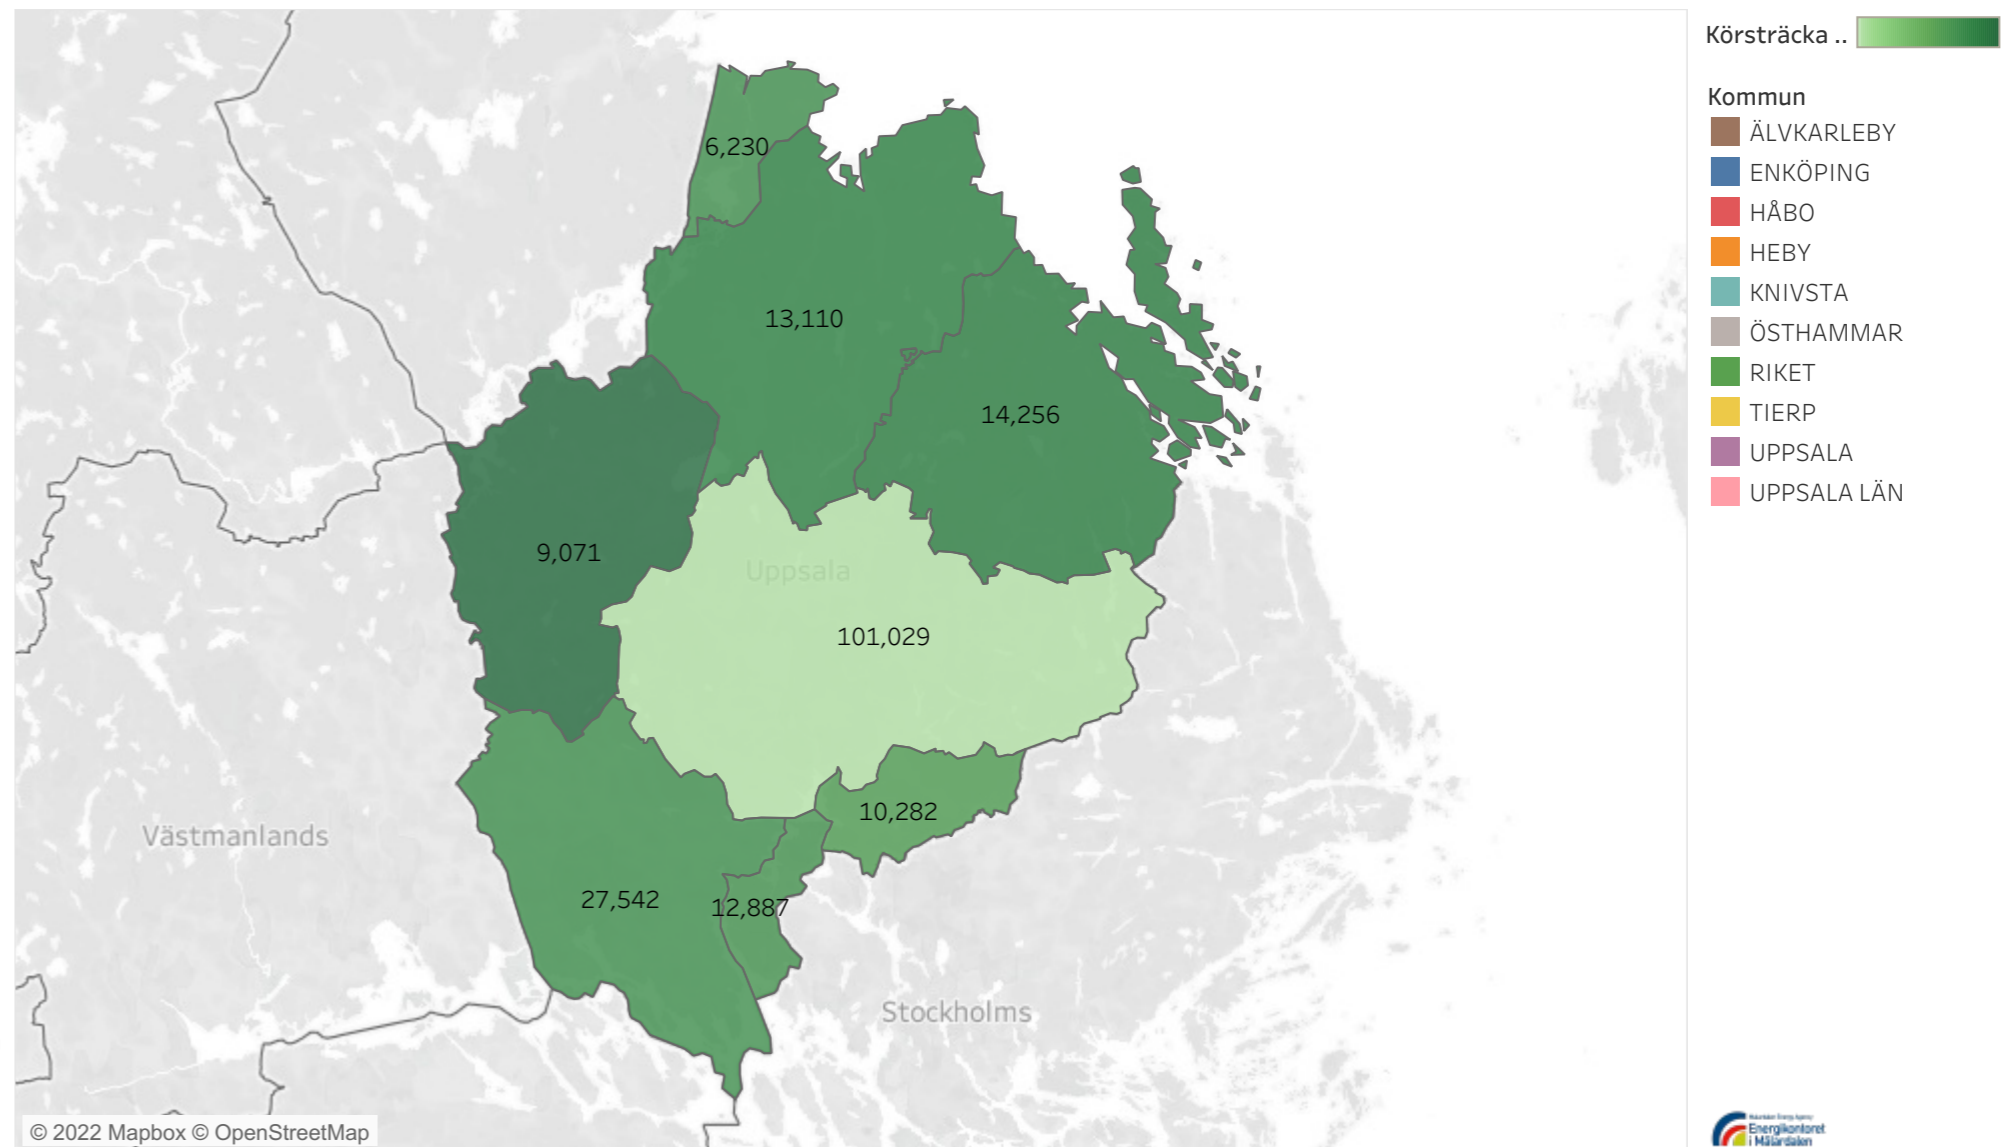 6,230
13,110
14,256
9,071
Uppsala
101,029
10,282
Västmanlands
27,542
12,887
Stockholms
© 2022 Mapbox © OpenStreetMap
Körsträcka ..
Kommun
ÄLVKARLEBY
ENKÖPING
HÅBO
HEBY
KNIVSTA
ÖSTHAMMAR
RIKET
TIERP
UPPSALA
UPPSALA LÄN
Energikontoret
i Mälardalen